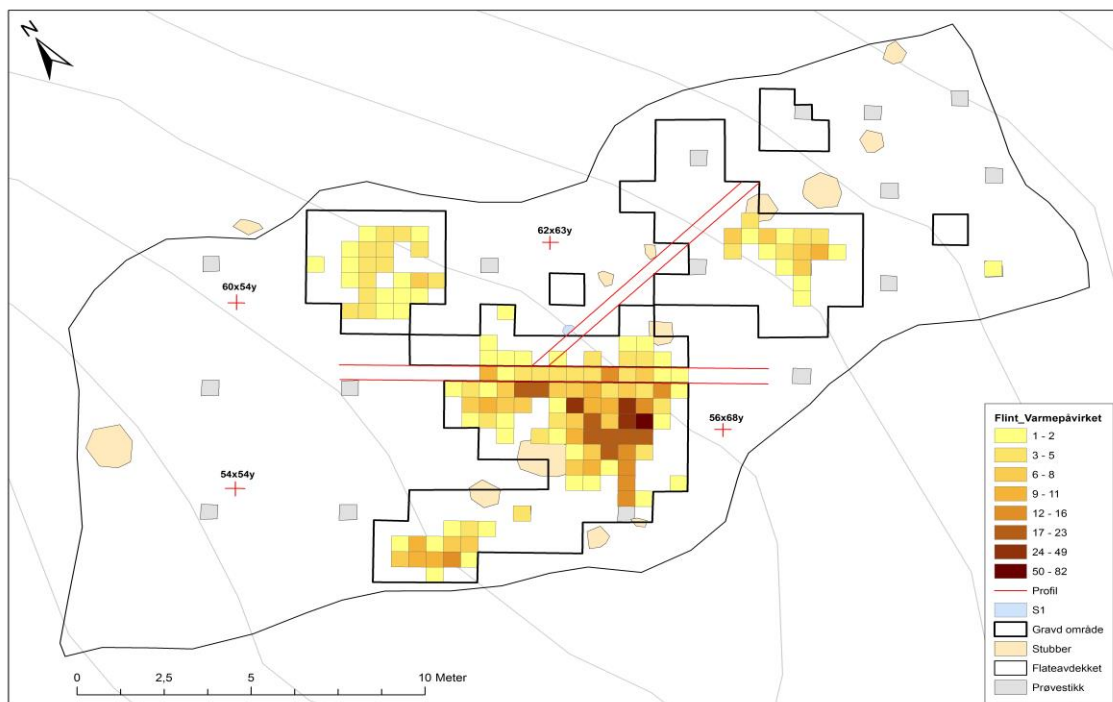 N
62x63y
60x54y
56x68y
54x54y
0 2,5 5 10 Meter
Flint_Varmepåvirket
1 - 2
3 - 5
6 - 8
9 - 11
12 - 16
17 - 23
24 - 49
50 - 82
Profil
S1
Gravd område
Stubber
Flateavdekket
Prøvestikk